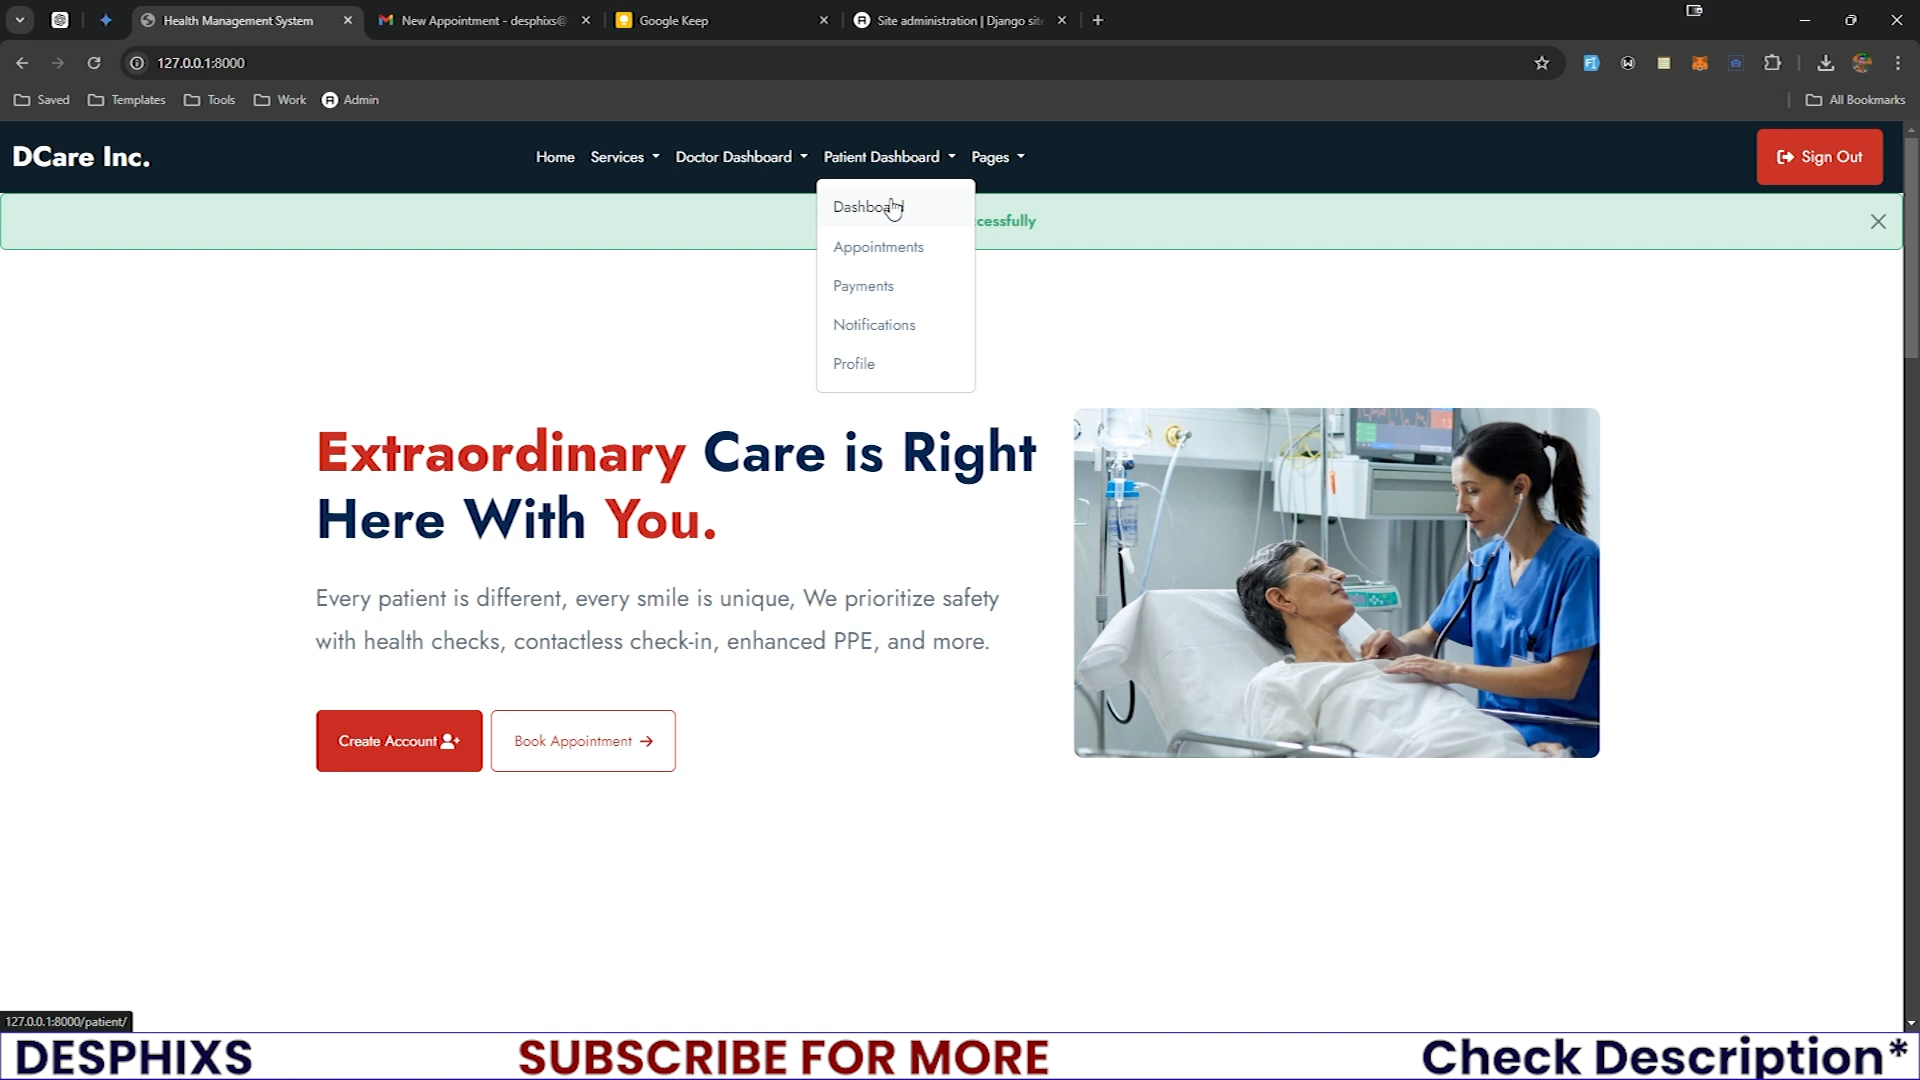 Health Management System
New Appointment - desphixs@
Google Keep
Site administration | Django site
127.0.0.1:8000
Saved
Templates
Tools
Work
Admin
All Bookmarks
DCare Inc.
Home
Services
Doctor Dashboard
Patient Dashboard
Pages
Sign Out
Dashboard
cessfully
Appointments
Payments
Notifications
Profile
Extraordinary Care is Right
Here With You.
Every patient is different, every smile is unique, We prioritize safety
with health checks, contactless check-in, enhanced PPE, and more.
Create Account
Book Appointment
127.0.0.1:8000/patient/
DESPHIXS
SUBSCRIBE FOR MORE
Check Description*